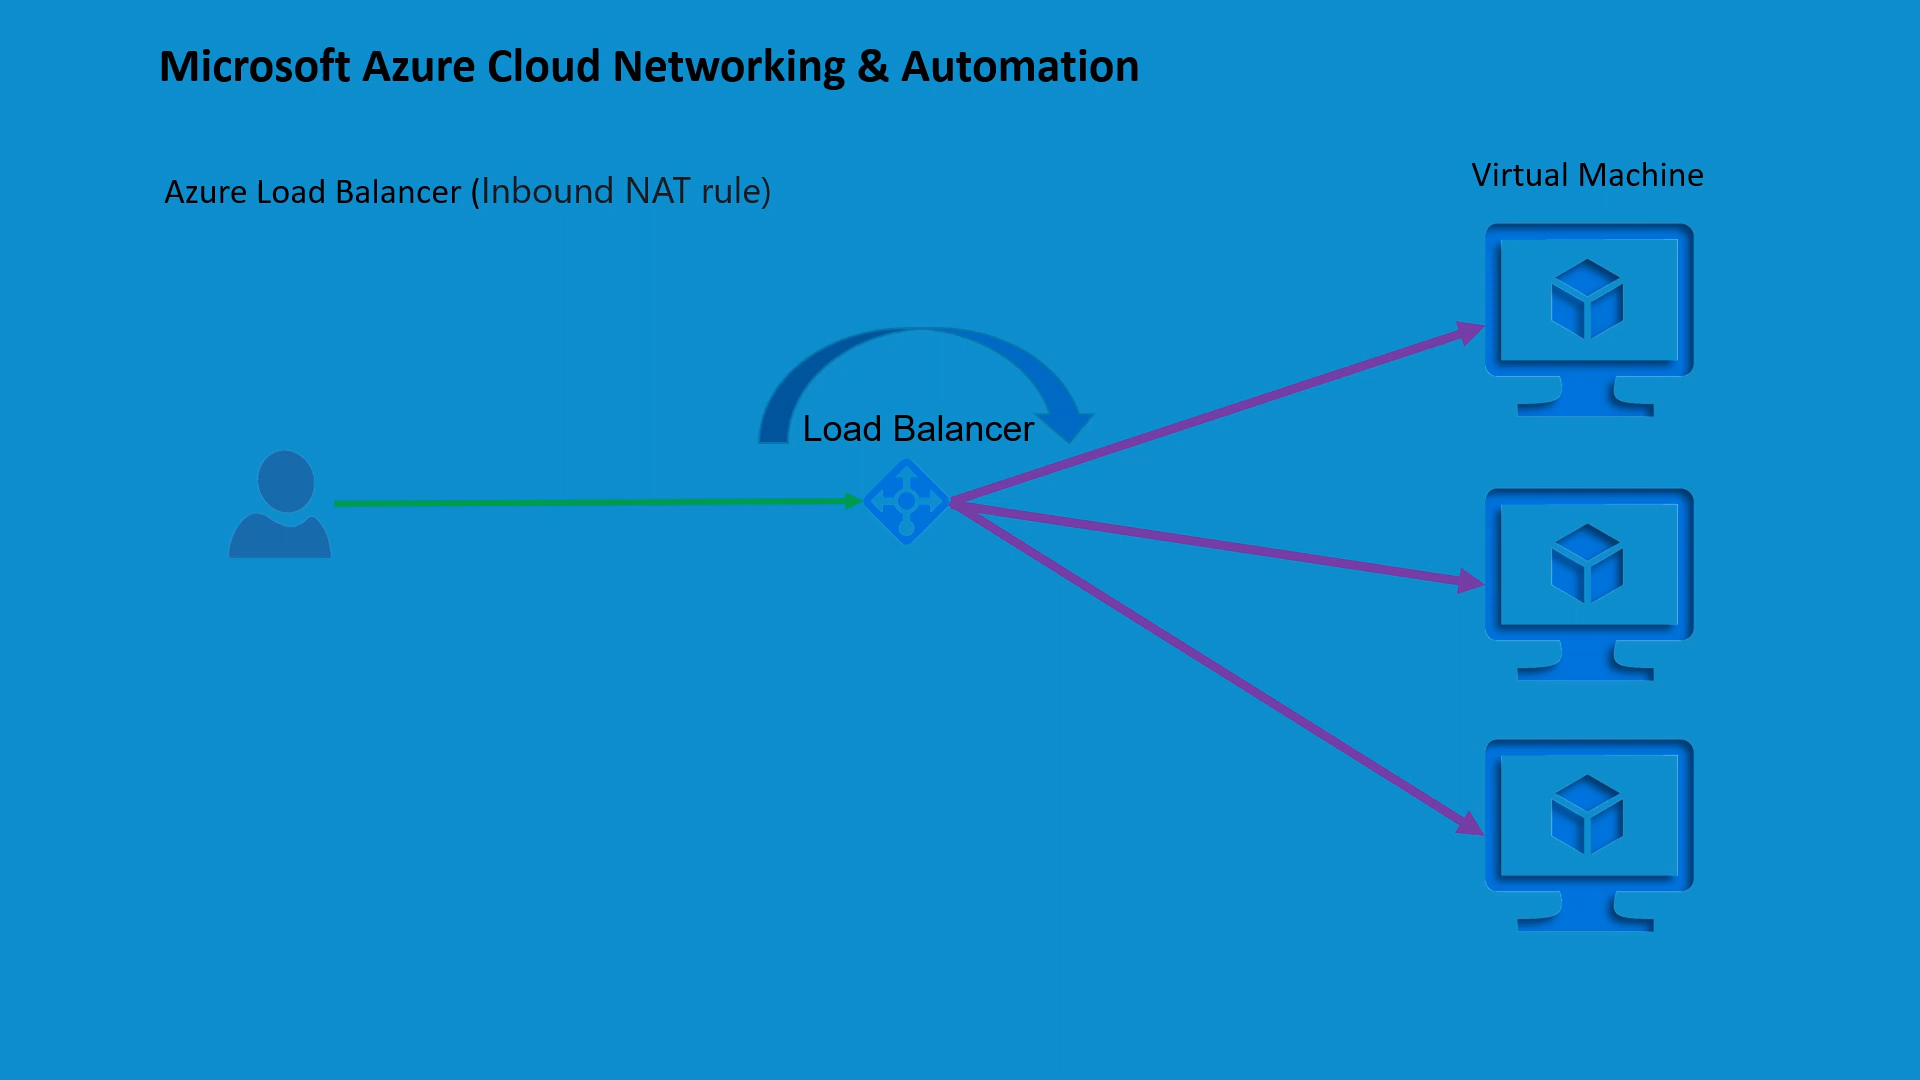 Microsoft Azure Cloud Networking & Automation
Azure Load Balancer (Inbound NAT rule)
Virtual Machine
Load Balancer